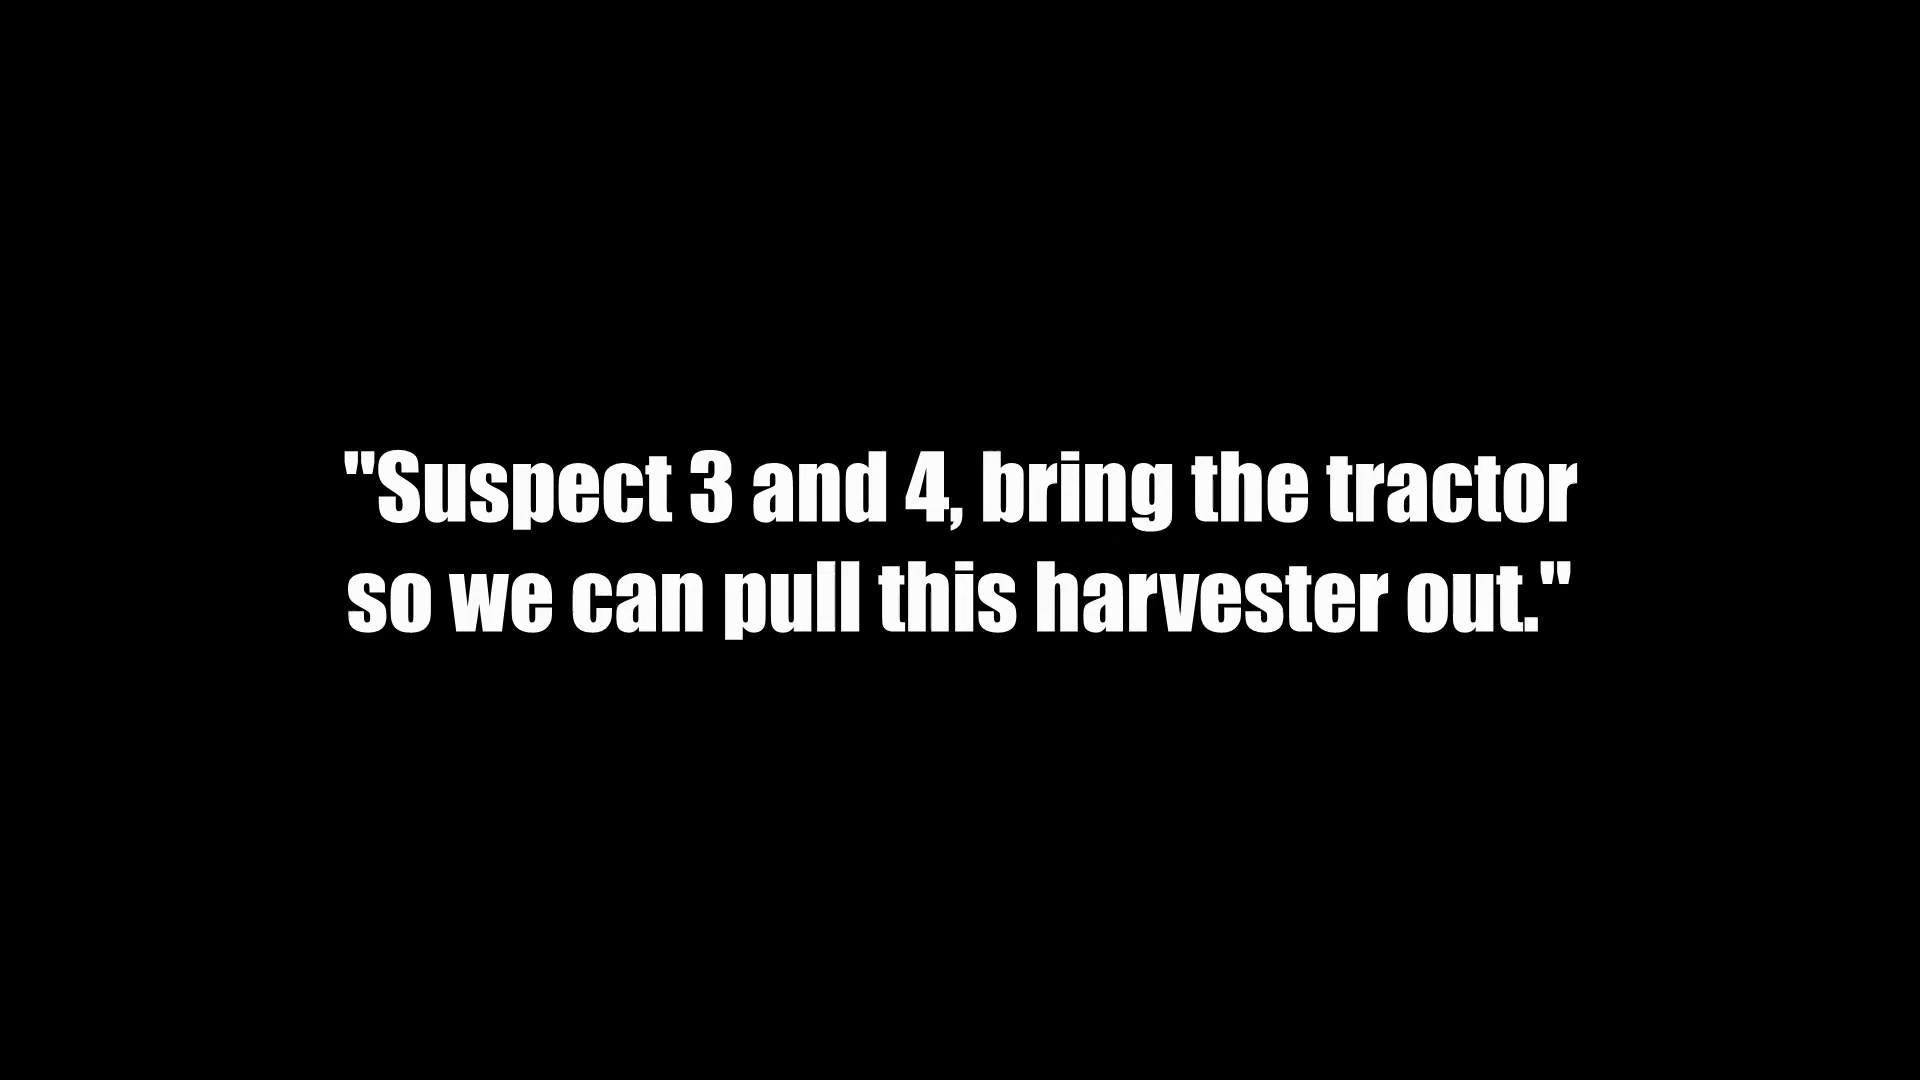 "Suspect 3 and 4, bring the tractor
so we can pull this harvester out."